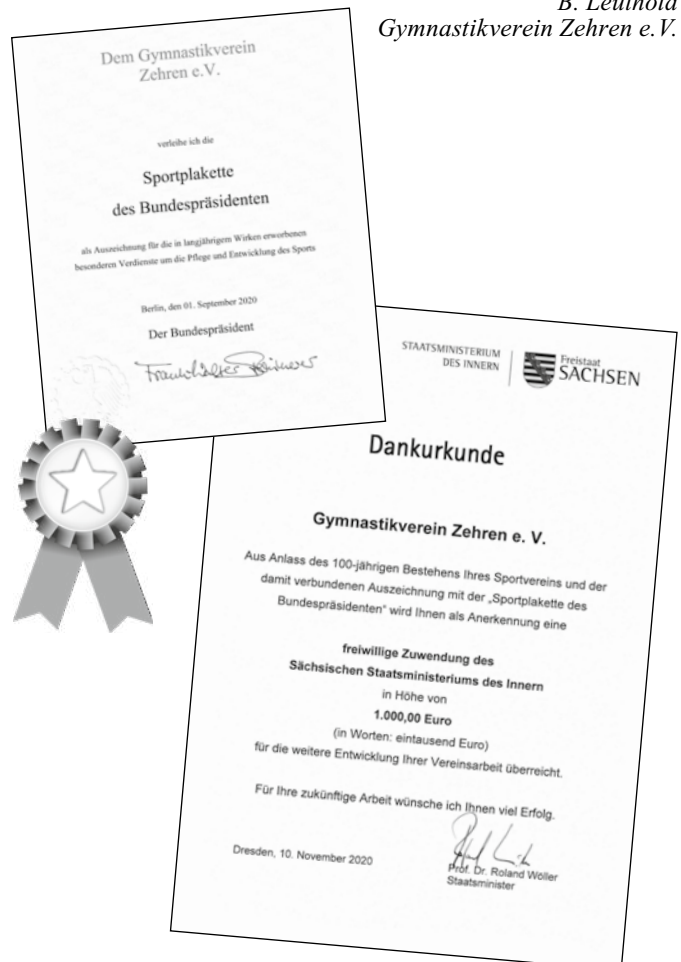 B. Leuthold
Gymnastikverein Zehren e.V.
Dem Gymnastikverein
Zehren e.V.
verleihe ich die
Sportplakette
des Bundespräsidenten
als Auszeichnung für die in langjährigem Wirken erworbenen
besonderen Verdienste um die Pflege und Entwicklung des Sports
Berlin, den 01. September 2020
Der Bundespräsident
STAATSMINISTERIUM
DES INNERN
Freistaat
SACHSEN
Dankurkunde
Gymnastikverein Zehren e. V.
Aus Anlass des 100-jährigen Bestehens Ihres Sportvereins und der
damit verbundenen Auszeichnung mit der „Sportplakette des
Bundespräsidenten“ wird Ihnen als Anerkennung eine
freiwillige Zuwendung des
Sächsischen Staatsministeriums des Innern
in Höhe von
1.000,00 Euro
(in Worten: eintausend Euro)
für die weitere Entwicklung Ihrer Vereinsarbeit überreicht.
Für Ihre zukünftige Arbeit wünsche ich Ihnen viel Erfolg.
Dresden, 10. November 2020
Prof. Dr. Roland Wöller
Staatsminister